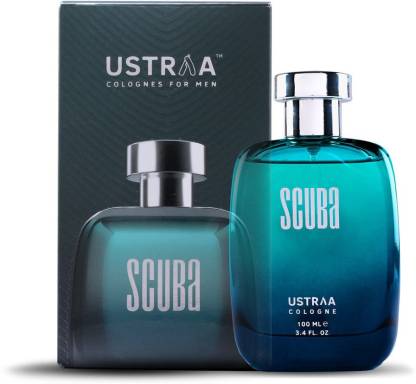 USTRAA™
COLOGNES FOR MEN
SCUBa
SCUBa
USTRAA
COLOGNE
100 ML ℮
3.4 FL. OZ